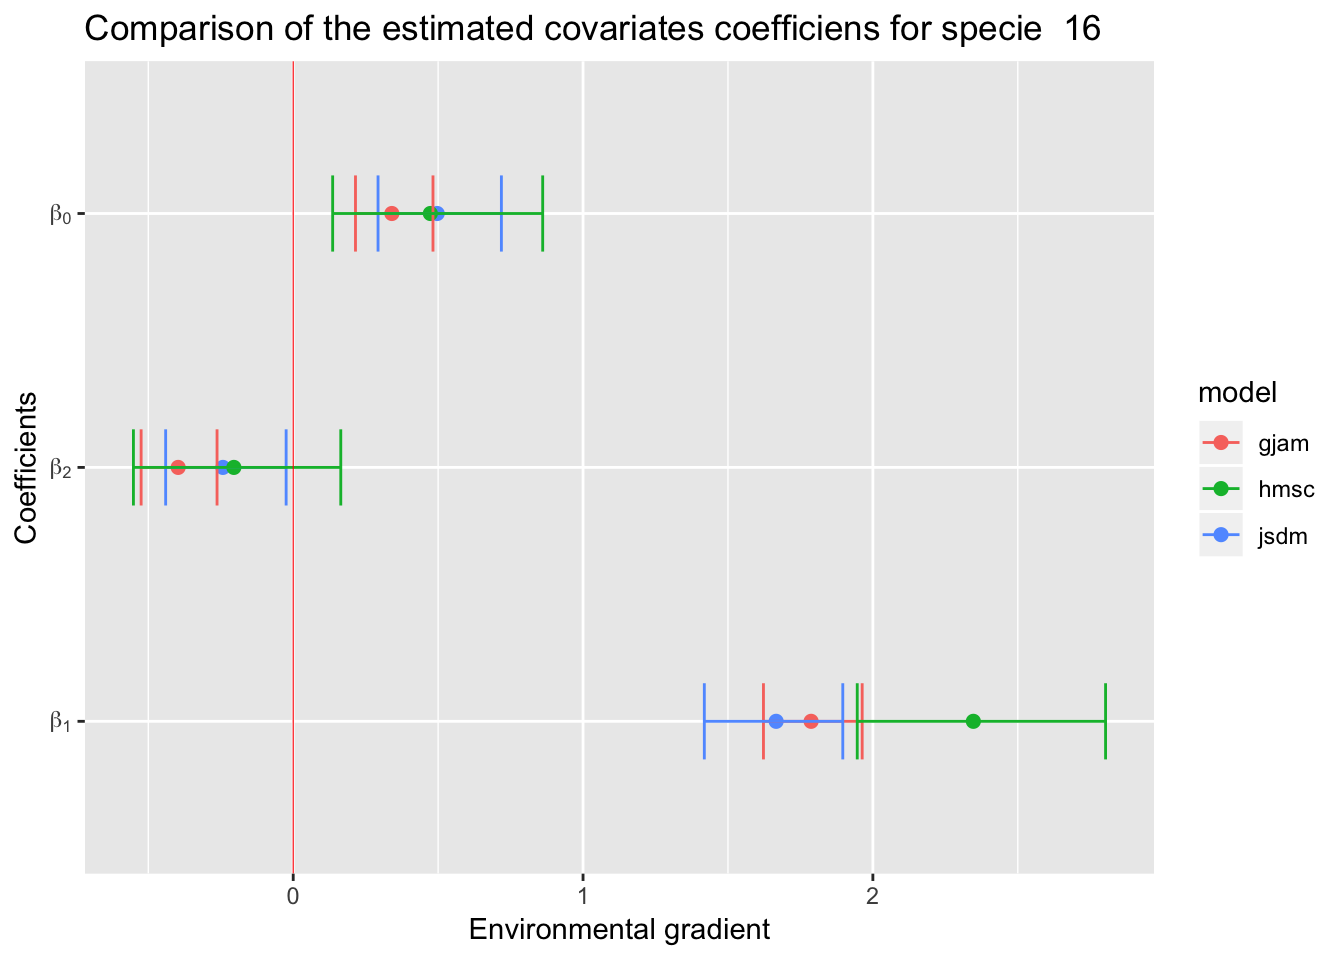 Comparison of the estimated covariates coefficiens for specie  16
Coefficients
β0
β2
β1
0
1
2
Environmental gradient
model
gjam
hmsc
jsdm